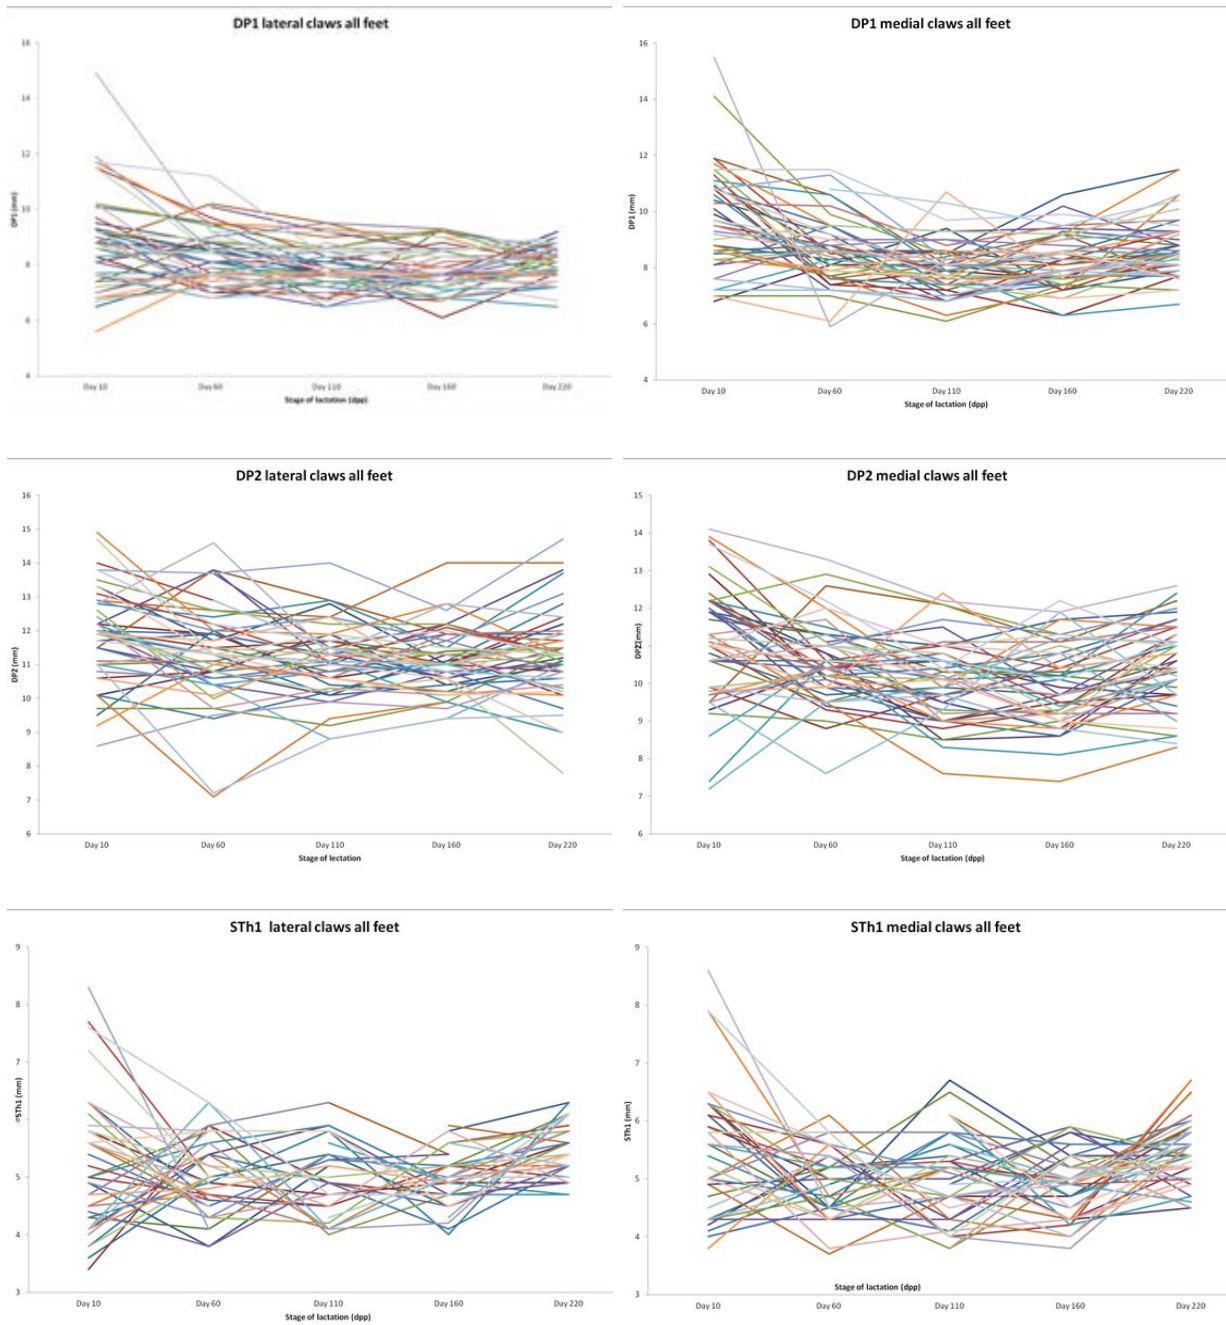 DP1 lateral claws all feet
16
14
12
10
8
6
4
DP1 (mm)
Day 10 Day 60 Day 110 Day 160 Day 220
Stage of lactation (dpp)
DP1 medial claws all feet
16
14
12
10
8
6
4
DP1 (mm)
Day 10 Day 60 Day 110 Day 160 Day 220
Stage of lactation (dpp)
DP2 lateral claws all feet
16
15
14
13
12
11
10
9
8
7
6
DP2 (mm)
Day 10 Day 60 Day 110 Day 160 Day 220
Stage of lectation
DP2 medial claws all feet
15
14
13
12
11
10
9
8
7
6
(mm)
Day 10 Day 60 Day 110 Day 160 Day 220
Stage of lactation (dpp)
STh1 lateral claws all feet
9
8
7
6
5
4
3
STh1 (mm)
Day 10 Day 60 Day 110 Day 160 Day 220
Stage of lactation (dpp)
STh1 medial claws all feet
9
8
7
6
5
4
3
STh1 (mm)
Stage of lactation (dpp)
Day 10 Day 60 Day 110 Day 160 Day 220